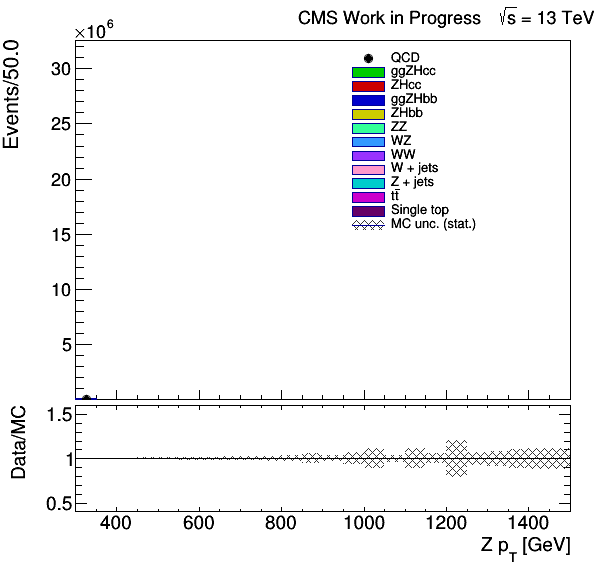 CMS Work in Progress √s = 13 TeV
×10^6
Events/50.0
30
25
20
15
10
5
QCD
ggZHcc
ZHcc
ggZHbb
ZHbb
ZZ
WZ
WW
W + jets
Z + jets
tt̄
Single top
MC unc. (stat.)
Data/MC
1.5
1
0.5
400 600 800 1000 1200 1400
Z p_T [GeV]